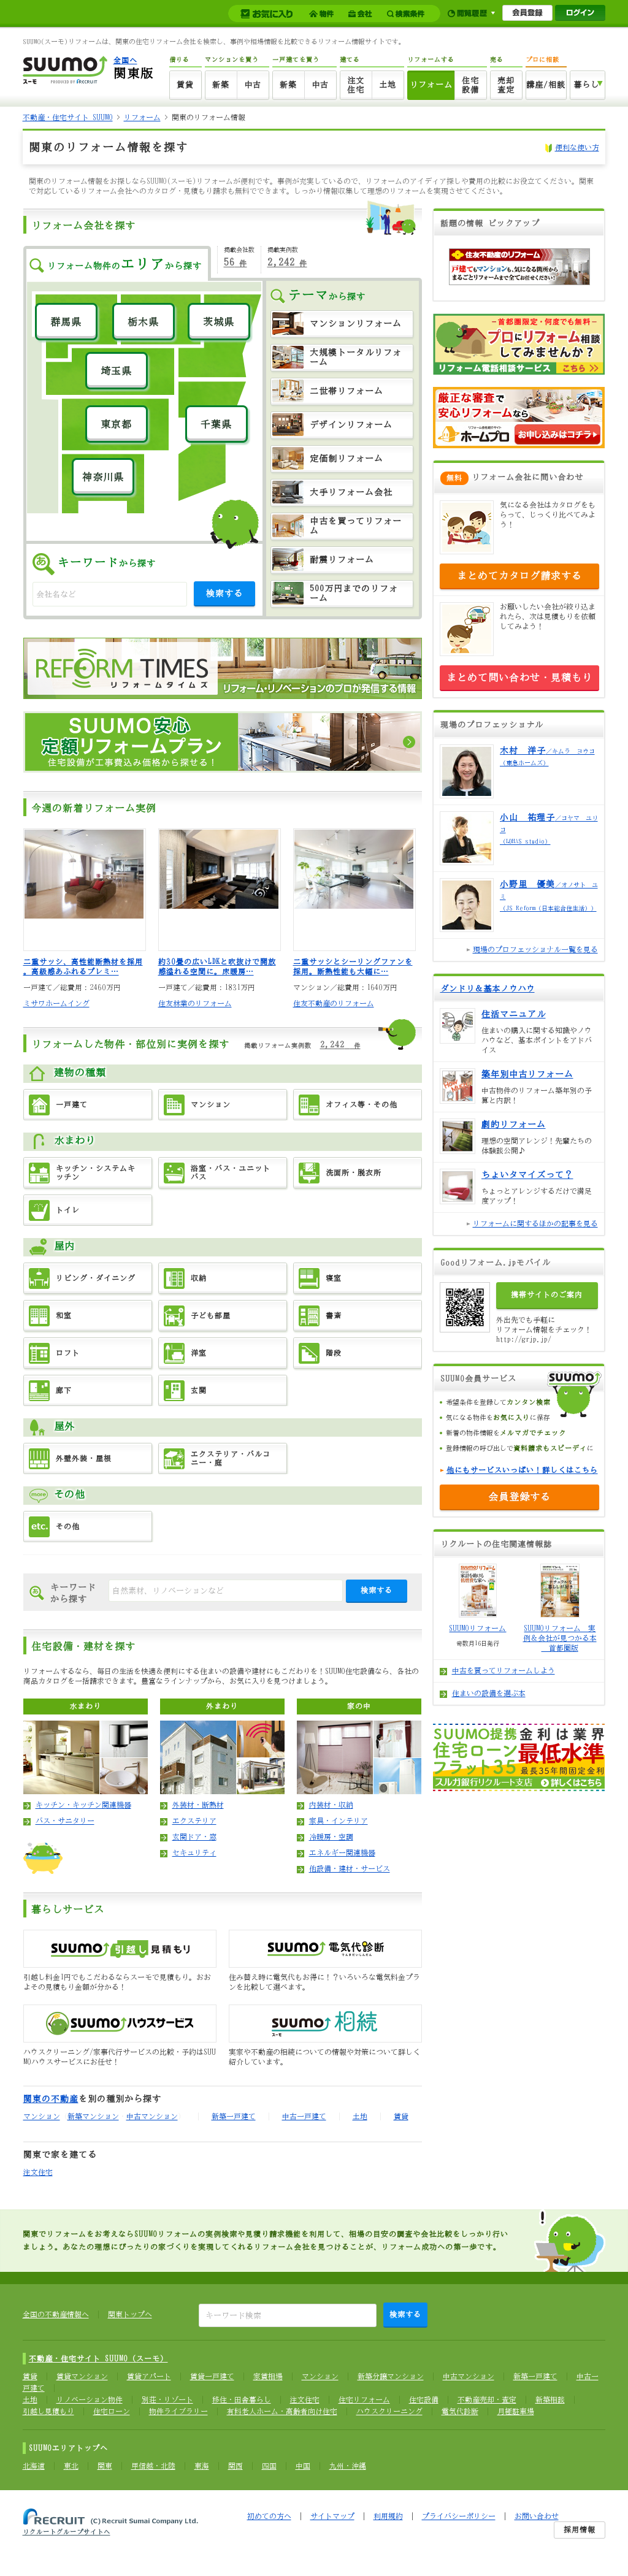 お気に入り 物件 会社 検索条件 閲覧履歴 会員登録 ログイン
SUUMO(スーモ)リフォームは、関東の住宅リフォーム会社を検索し、事例や相場情報を比較できるリフォーム情報サイトです。
SUUMO 全国へ
スーモ PRODUCED BY RECRUIT 関東版
借りる マンションを買う 一戸建てを買う 建てる リフォームする 売る プロに相談
賃貸 新築 中古 新築 中古 注文住宅 土地 リフォーム 住宅設備 売却査定 講座/相談 暮らし
不動産・住宅サイト SUUMO > リフォーム > 関東のリフォーム情報
関東のリフォーム情報を探す
便利な使い方
関東のリフォーム情報をお探しならSUUMO(スーモ)リフォームが便利です。事例が充実しているので、リフォームのアイディア探しや費用の比較にお役立てください。関東
で対応しているリフォーム会社へのカタログ・見積もり請求も無料でできます。しっかり情報収集して理想のリフォームを実現させてください。
リフォーム会社を探す
リフォーム物件のエリアから探す
掲載会社数
56 件
掲載実例数
2,242 件
群馬県 栃木県 茨城県
埼玉県
東京都 千葉県
神奈川県
キーワードから探す
会社名など
検索する
テーマから探す
マンションリフォーム
大規模トータルリフォーム
二世帯リフォーム
デザインリフォーム
定価制リフォーム
大手リフォーム会社
中古を買ってリフォーム
耐震リフォーム
500万円までのリフォーム
REFORM TIMES
リフォームタイムズ
リフォーム・リノベーションのプロが発信する情報
SUUMO安心
定額リフォームプラン
住宅設備が工事費込み価格から探せる！
今週の新着リフォーム実例
二重サッシ、高性能断熱材を採用
。高級感あふれるプレミ…
一戸建て／総費用：2460万円
ミサワホームイング
約30畳の広いLDKと吹抜けで開放
感溢れる空間に。床暖房…
一戸建て／総費用：1831万円
住友林業のリフォーム
二重サッシとシーリングファンを
採用。断熱性能も大幅に…
マンション／総費用：1640万円
住友不動産のリフォーム
リフォームした物件・部位別に実例を探す
掲載リフォーム実例数 2,242 件
建物の種類
一戸建て マンション オフィス等・その他
水まわり
キッチン・システムキッチン 浴室・バス・ユニットバス 洗面所・脱衣所
トイレ
屋内
リビング・ダイニング 収納 寝室
和室 子ども部屋 書斎
ロフト 洋室 階段
廊下 玄関
屋外
外壁外装・屋根 エクステリア・バルコニー・庭
その他
etc. その他
キーワードから探す
自然素材、リノベーションなど
検索する
住宅設備・建材を探す
リフォームするなら、毎日の生活を快適＆便利にする住まいの設備や建材にもこだわりを！SUUMO住宅設備なら、各社の
商品カタログを一括請求できます。豊富なラインナップから、お気に入りを見つけましょう。
水まわり 外まわり 家の中
キッチン・キッチン関連機器
バス・サニタリー
外装材・断熱材
エクステリア
玄関ドア・窓
セキュリティ
内装材・収納
家具・インテリア
冷暖房・空調
エネルギー関連機器
他設備・建材・サービス
暮らしサービス
suumo 引越し見積もり
引越し料金1円でもこだわるならスーモで見積もり。おお
よその見積もり金額が分かる！
suumo 電気代診断
住み替え時に電気代もお得に！？いろいろな電気料金プラ
ンを比較して選べます。
suumoハウスサービス
ハウスクリーニング/家事代行サービスの比較・予約はSUU
MOハウスサービスにお任せ！
suumo 相続
実家や不動産の相続についての情報や対策について詳しく
紹介しています。
関東の不動産を別の種別から探す
マンション 新築マンション 中古マンション 新築一戸建て 中古一戸建て 土地 賃貸
関東で家を建てる
注文住宅
話題の情報 ピックアップ
住友不動産のリフォーム
戸建てもマンションも、気になる箇所から
まるごとリフォームまで全てお任せください！
～首都圏限定・何度でも無料～
プロにリフォーム相談
してみませんか？
リフォーム電話相談サービス こちら
厳正な審査で
安心リフォームなら
ホームプロ お申し込みはコチラ
無料 リフォーム会社に問い合わせ
気になる会社はカタログをも
らって、じっくり比べてみよ
う！
まとめてカタログ請求する
お願いしたい会社が絞り込ま
れたら、次は見積もりを依頼
してみよう！
まとめて問い合わせ・見積もり
現場のプロフェッショナル
木村 洋子／キムラ ヨウコ
（東急ホームズ）
小山 祐理子／コヤマ ユリコ
（LOHAS studio）
小野里 優美／オノサト ユミ
（JS Reform（日本総合住生活））
現場のプロフェッショナル一覧を見る
ダンドリ＆基本ノウハウ
住活マニュアル
住まいの購入に関する知識やノウ
ハウなど、基本ポイントをアドバ
イス
築年別中古リフォーム
中古物件のリフォーム築年別の予
算と内訳！
劇的リフォーム
理想の空間アレンジ！先輩たちの
体験談公開♪
ちょいタマイズって？
ちょっとアレンジするだけで満足
度アップ！
リフォームに関するほかの記事を見る
Goodリフォーム.jpモバイル
携帯サイトのご案内
外出先でも手軽に
リフォーム情報をチェック！
http://grjp.jp/
SUUMO会員サービス
suumo
希望条件を登録してカンタン検索
気になる物件をお気に入りに保存
新着の物件情報をメルマガでチェック
登録情報の呼び出しで資料請求もスピーディに
他にもサービスいっぱい！詳しくはこちら
会員登録する
リクルートの住宅関連情報誌
SUUMOリフォーム
奇数月16日発行
SUUMOリフォーム 実
例＆会社が見つかる本
首都圏版
中古を買ってリフォームしよう
住まいの設備を選ぶ本
SUUMO提携 金利は業界
住宅ローン 最低水準
フラット35 最長35年間固定金利
スルガ銀行リクルート支店 詳しくはこちら
関東でリフォームをお考えならSUUMOリフォームの実例検索や見積り請求機能を利用して、相場の目安の調査や会社比較をしっかり行い
ましょう。あなたの理想にぴったりの家づくりを実現してくれるリフォーム会社を見つけることが、リフォーム成功への第一歩です。
全国の不動産情報へ 関東トップへ キーワード検索 検索する
不動産・住宅サイト SUUMO（スーモ）
賃貸 賃貸マンション 賃貸アパート 賃貸一戸建て 家賃相場 マンション 新築分譲マンション 中古マンション 新築一戸建て 中古一
戸建て
土地 リノベーション物件 別荘・リゾート 移住・田舎暮らし 注文住宅 住宅リフォーム 住宅設備 不動産売却・査定 新築相談
引越し見積もり 住宅ローン 物件ライブラリー 有料老人ホーム・高齢者向け住宅 ハウスクリーニング 電気代診断 月極駐車場
SUUMOエリアトップへ
北海道 東北 関東 甲信越・北陸 東海 関西 四国 中国 九州・沖縄
RECRUIT (C) Recruit Sumai Company Ltd.
リクルートグループサイトへ
初めての方へ | サイトマップ | 利用規約 | プライバシーポリシー | お問い合わせ
採用情報